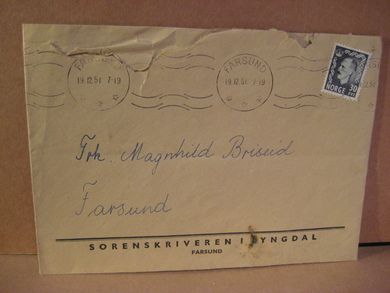 FARSUND
19.12.51. 7-19
FARSUND
19.12.51. 7-19
NORGE 30
Frk. Magnhild Briseid
Farsund
SORENSKRIVEREN I LYNGDAL
FARSUND